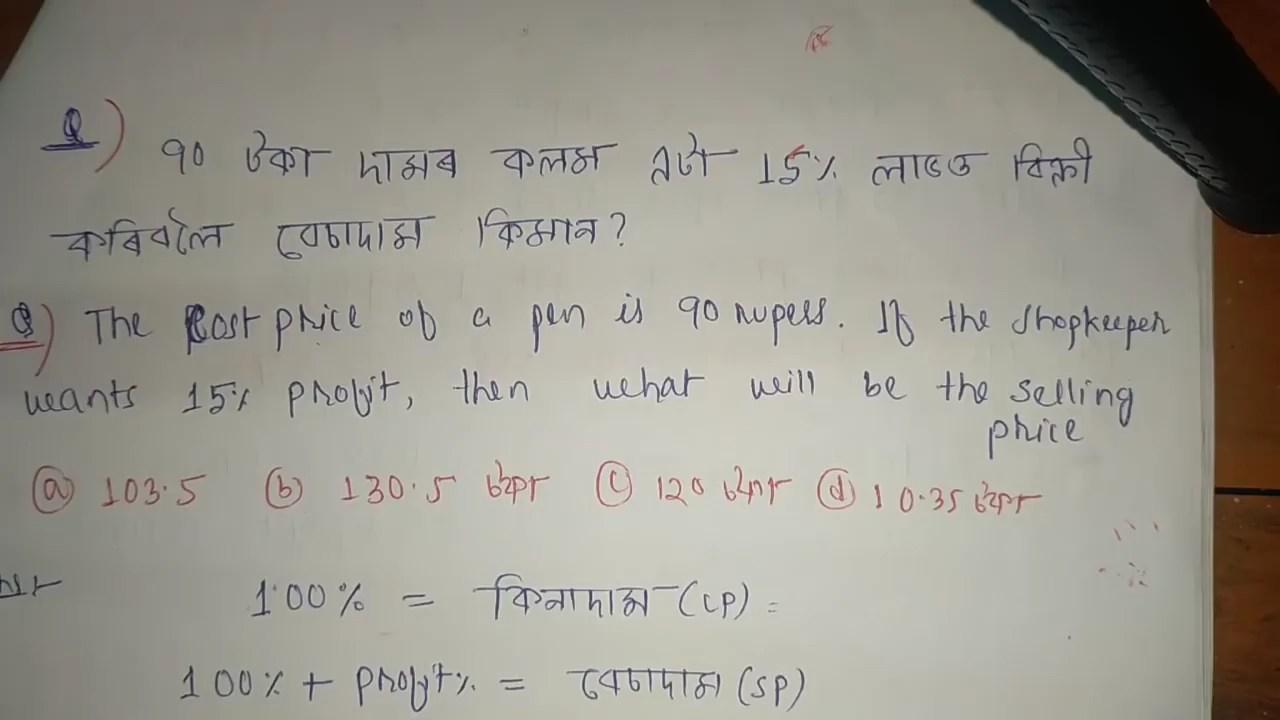 Q) 90 টকা দামৰ কলম এটা 15% লাভত বিক্ৰী
কৰিবলৈ বেচাদাম কিমান?
Q) The Cost price of a pen is 90 rupees. If the shopkeeper
wants 15% profit, then what will be the selling
price
(a) 103.5 (b) 130.5 টকা (c) 120 টকা (d) 10.35 টকা
100% = কিনাদাম (CP) =
100% + profit% = বেচাদাম (SP)